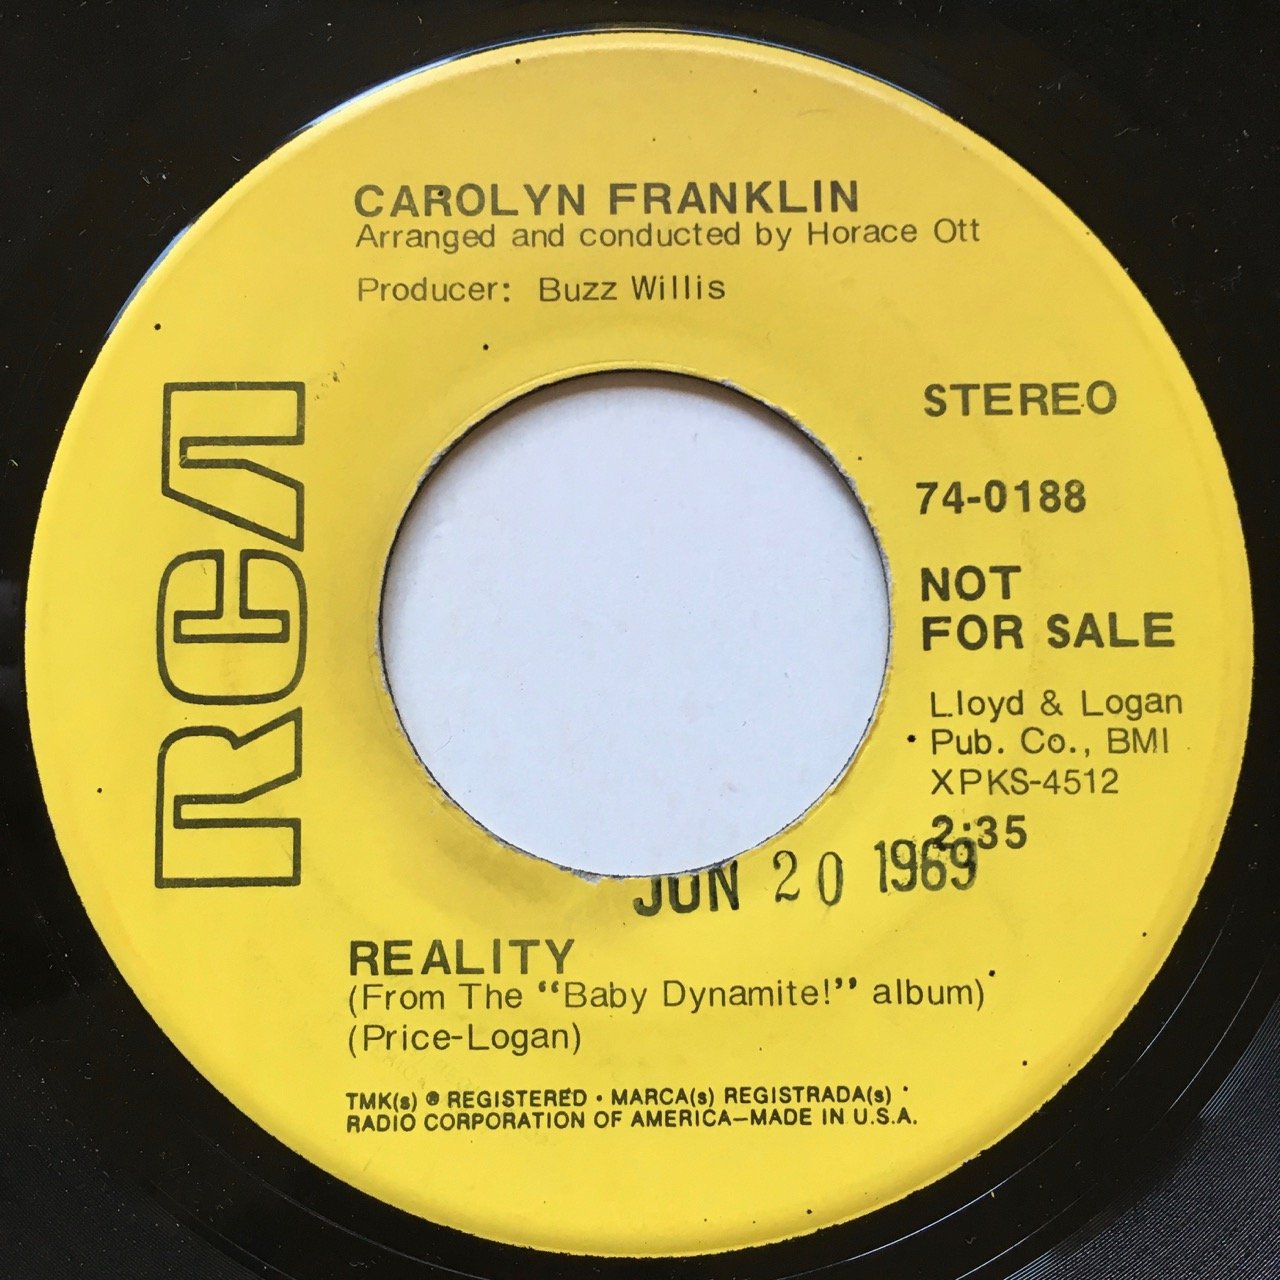 CAROLYN FRANKLIN
Arranged and conducted by Horace Ott
Producer: Buzz Willis
RCA
STEREO
74-0188
NOT
FOR SALE
Lloyd & Logan
Pub. Co., BMI
XPKS-4512
2:35
JUN 20 1969
REALITY
(From The “Baby Dynamite!” album)
(Price-Logan)
TMK(s) ® REGISTERED • MARCA(s) REGISTRADA(s)
RADIO CORPORATION OF AMERICA—MADE IN U.S.A.